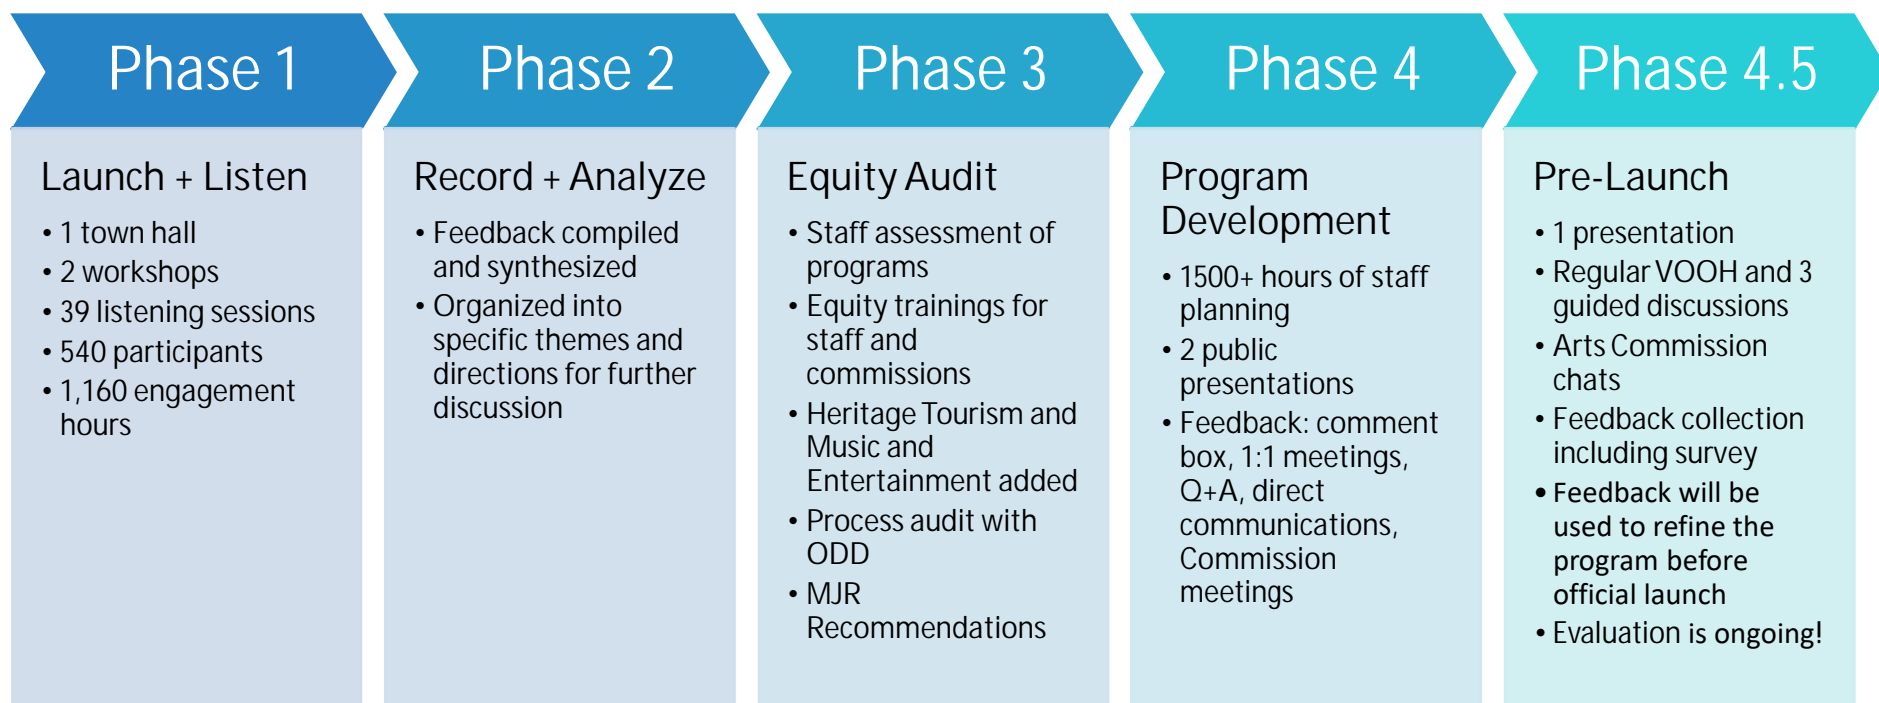 Phase 1
Launch + Listen
• 1 town hall
• 2 workshops
• 39 listening sessions
• 540 participants
• 1,160 engagement
hours
Phase 2
Record + Analyze
• Feedback compiled
and synthesized
• Organized into
specific themes and
directions for further
discussion
Phase 3
Equity Audit
• Staff assessment of
programs
• Equity trainings for
staff and
commissions
• Heritage Tourism and
Music and
Entertainment added
• Process audit with
ODD
• MJR
Recommendations
Phase 4
Program
Development
• 1500+ hours of staff
planning
• 2 public
presentations
• Feedback: comment
box, 1:1 meetings,
Q+A, direct
communications,
Commission
meetings
Phase 4.5
Pre-Launch
• 1 presentation
• Regular VOOH and 3
guided discussions
• Arts Commission
chats
• Feedback collection
including survey
• Feedback will be
used to refine the
program before
official launch
• Evaluation is ongoing!